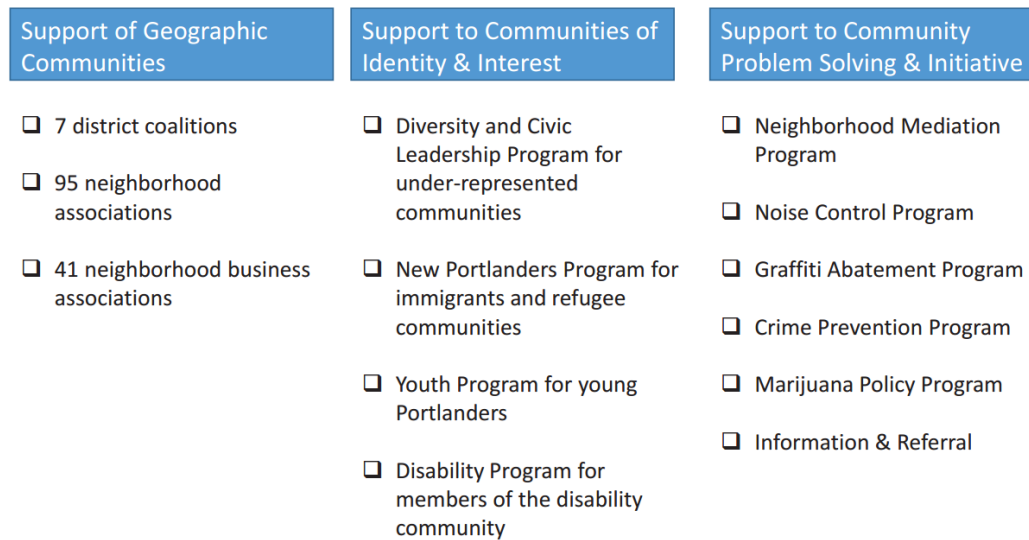 Support of Geographic
Communities
❑ 7 district coalitions
❑ 95 neighborhood
associations
❑ 41 neighborhood business
associations
Support to Communities of
Identity & Interest
❑ Diversity and Civic
Leadership Program for
under-represented
communities
❑ New Portlanders Program for
immigrants and refugee
communities
❑ Youth Program for young
Portlanders
❑ Disability Program for
members of the disability
community
Support to Community
Problem Solving & Initiative
❑ Neighborhood Mediation
Program
❑ Noise Control Program
❑ Graffiti Abatement Program
❑ Crime Prevention Program
❑ Marijuana Policy Program
❑ Information & Referral